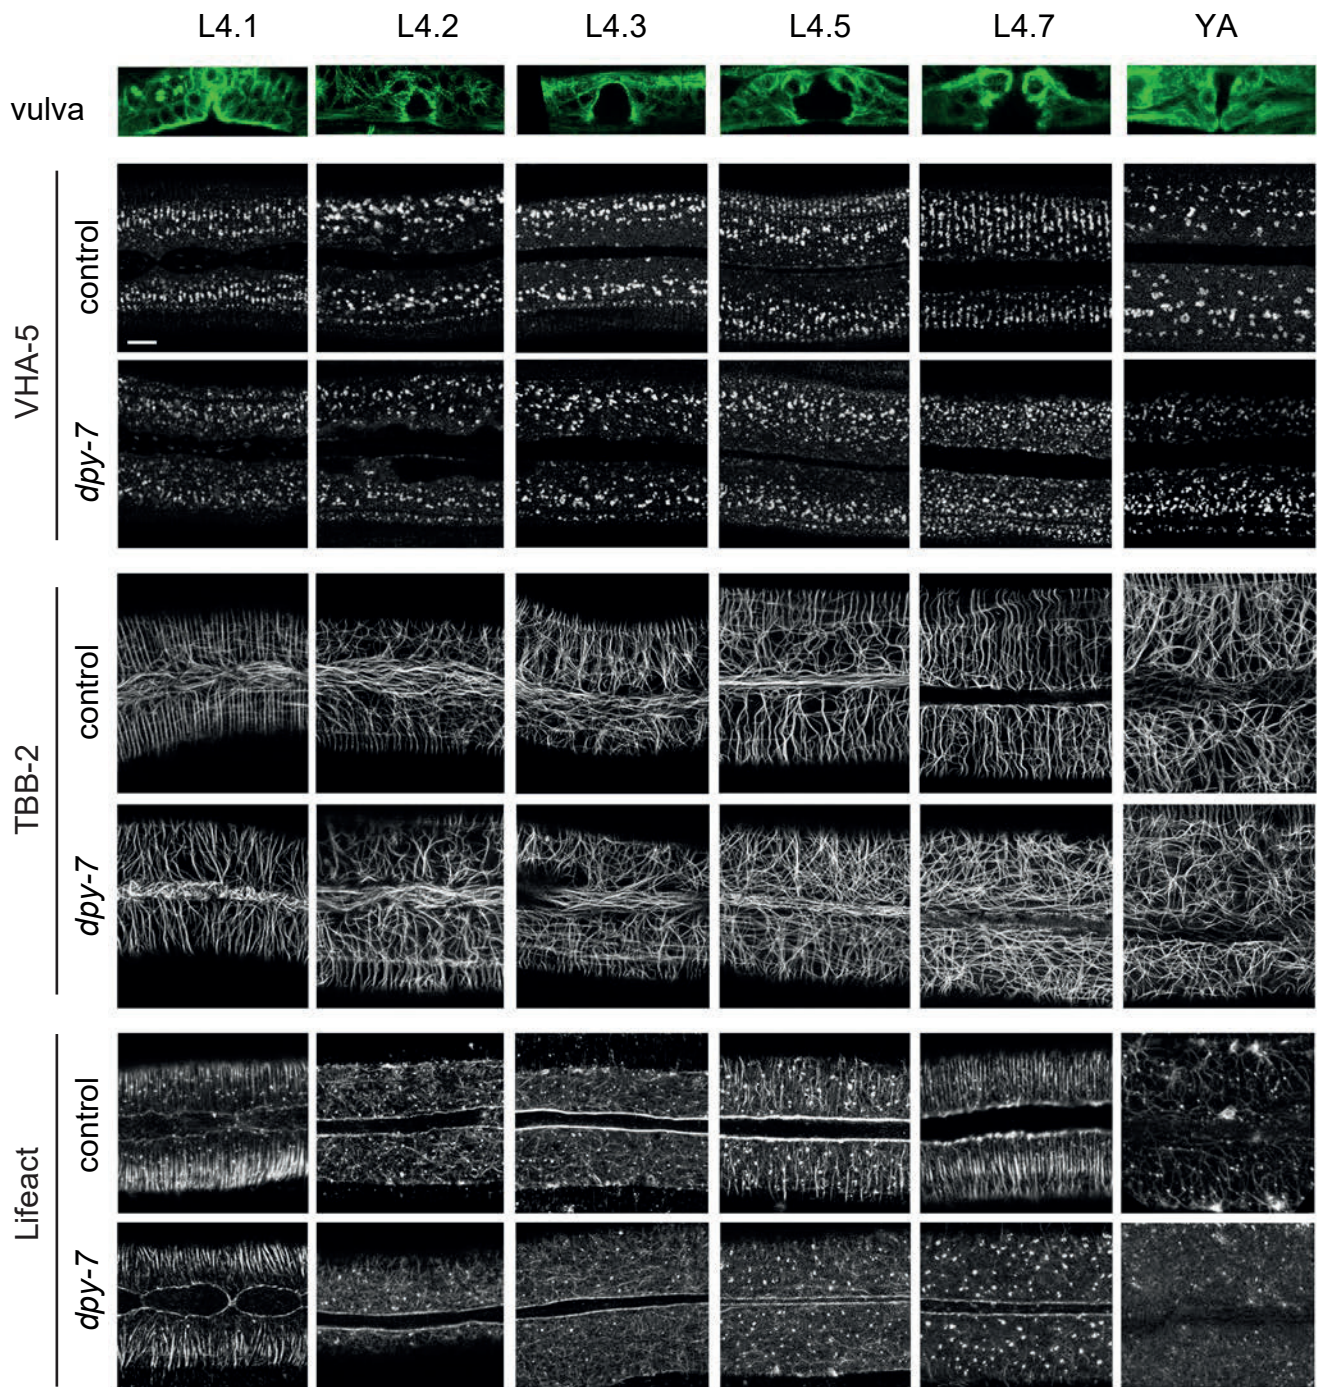 L4.1 L4.2 L4.3 L4.5 L4.7 YA
vulva
VHA-5
control
dpy-7
TBB-2
control
dpy-7
Lifeact
control
dpy-7